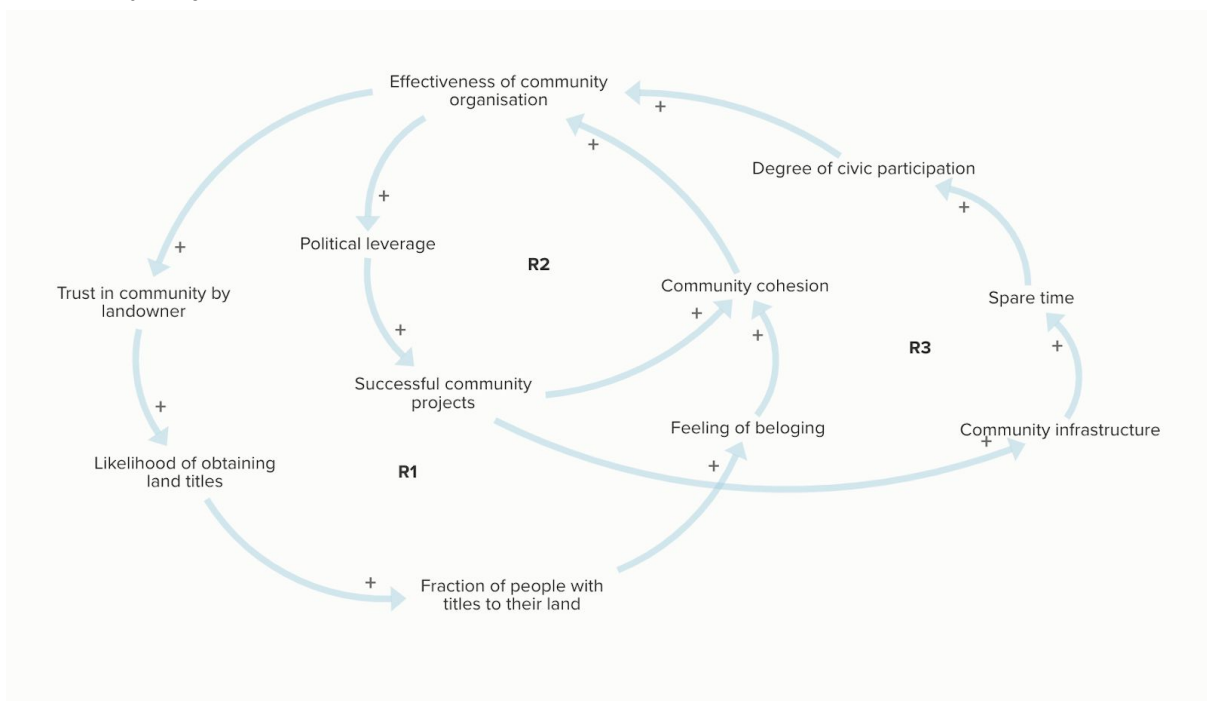 Effectiveness of community
organisation
+
+
Degree of civic participation
+
+
Political leverage
+
R2
+
Community cohesion
Trust in community by
landowner
Spare time
+
+
+
R3
+
Successful community
projects
+
Feeling of beloging
Community infrastructure
+
Likelihood of obtaining
land titles
R1
+
+
Fraction of people with
titles to their land